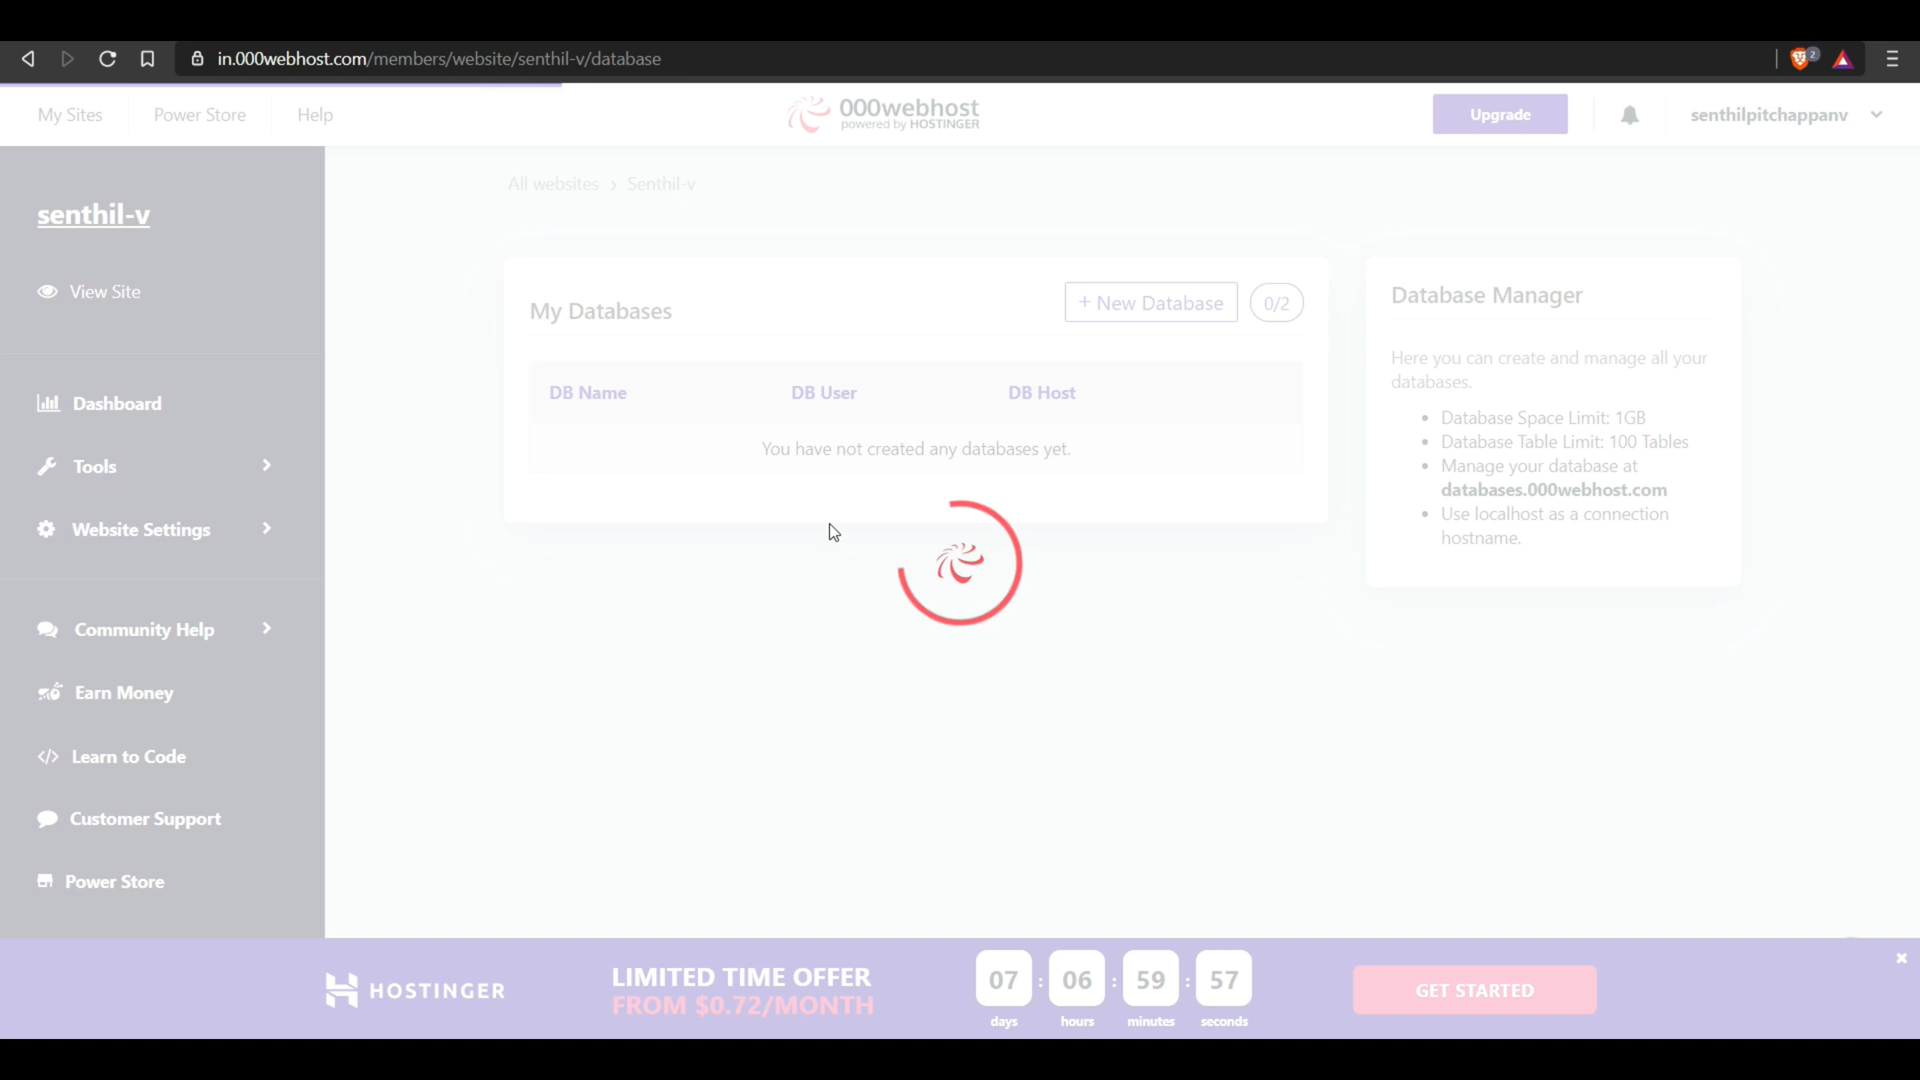 in.000webhost.com/members/website/senthil-v/database
2
My Sites
Power Store
Help
000webhost
powered by HOSTINGER
Upgrade
senthilpitchappanv
senthil-v
View Site
Dashboard
Tools
Website Settings
Community Help
Earn Money
</> Learn to Code
Customer Support
Power Store
All websites › Senthil-v
My Databases
+ New Database
0/2
DB Name
DB User
DB Host
You have not created any databases yet.
Database Manager
Here you can create and manage all your
databases.
• Database Space Limit: 1GB
• Database Table Limit: 100 Tables
• Manage your database at
databases.000webhost.com
• Use localhost as a connection
hostname.
HOSTINGER
LIMITED TIME OFFER
FROM $0.72/MONTH
07 : 06 : 59 : 57
days hours minutes seconds
GET STARTED